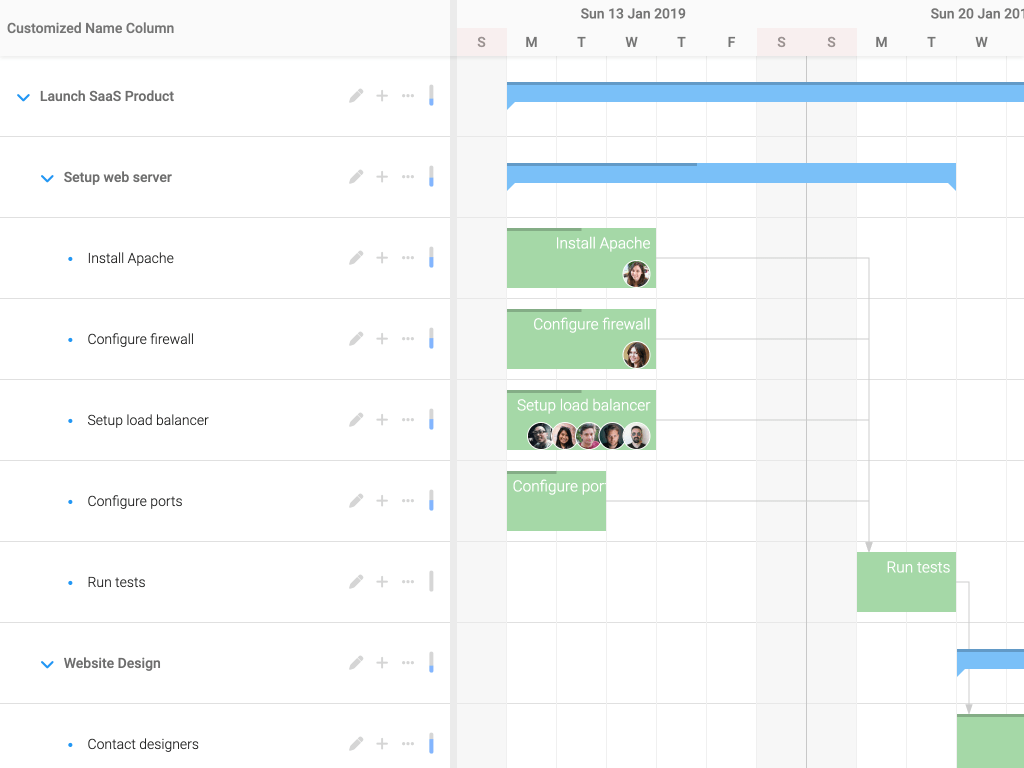 Customized Name Column
Sun 13 Jan 2019
Sun 20 Jan 201
S M T W T F S S M T W
Launch SaaS Product
Setup web server
Install Apache
Install Apache
Configure firewall
Configure firewall
Setup load balancer
Setup load balancer
Configure ports
Configure por
Run tests
Run tests
Website Design
Contact designers